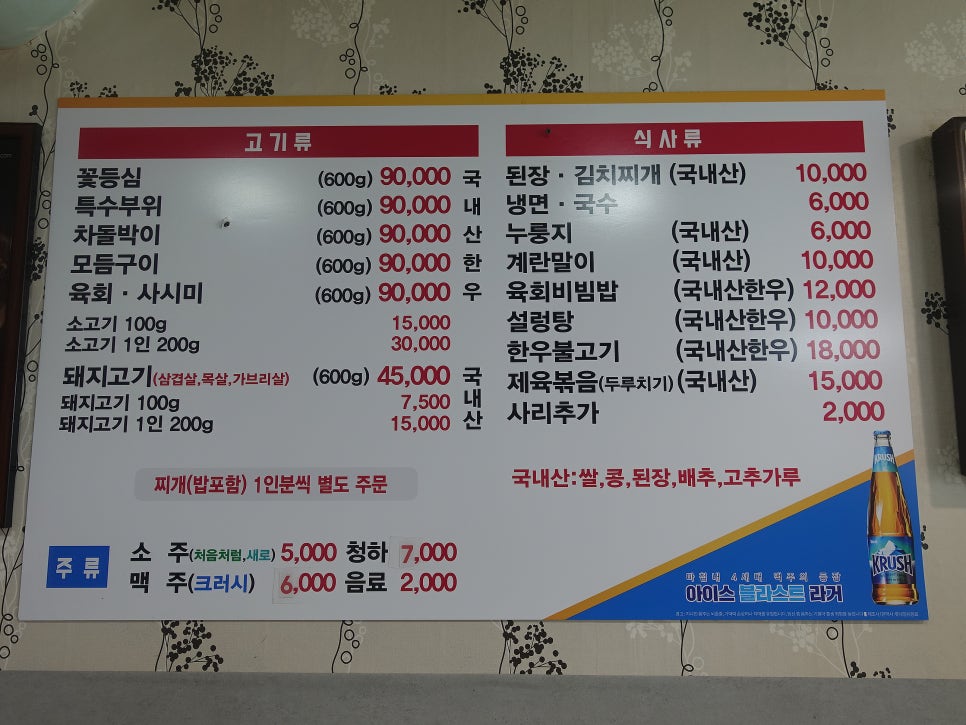 고기류
꽃등심 (600g) 90,000
특수부위 (600g) 90,000
차돌박이 (600g) 90,000
모듬구이 (600g) 90,000
육회 · 사시미 (600g) 90,000
국내산한우
소고기 100g 15,000
소고기 1인 200g 30,000
돼지고기(삼겹살,목살,가브리살) (600g) 45,000
돼지고기 100g 7,500
돼지고기 1인 200g 15,000
국내산
찌개(밥포함) 1인분씩 별도 주문
식사류
된장 · 김치찌개 (국내산) 10,000
냉면 · 국수 6,000
누룽지 (국내산) 6,000
계란말이 (국내산) 10,000
육회비빔밥 (국내산한우) 12,000
설렁탕 (국내산한우) 10,000
한우불고기 (국내산한우) 18,000
제육볶음(두루치기) (국내산) 15,000
사리추가 2,000
국내산:쌀,콩,된장,배추,고추가루
주류
소 주(처음처럼,새로) 5,000 청하 7,000
맥 주(크러시) 6,000 음료 2,000
KRUSH
KRUSH
4세대 맥주의 등장
아이스 블라스트 라거